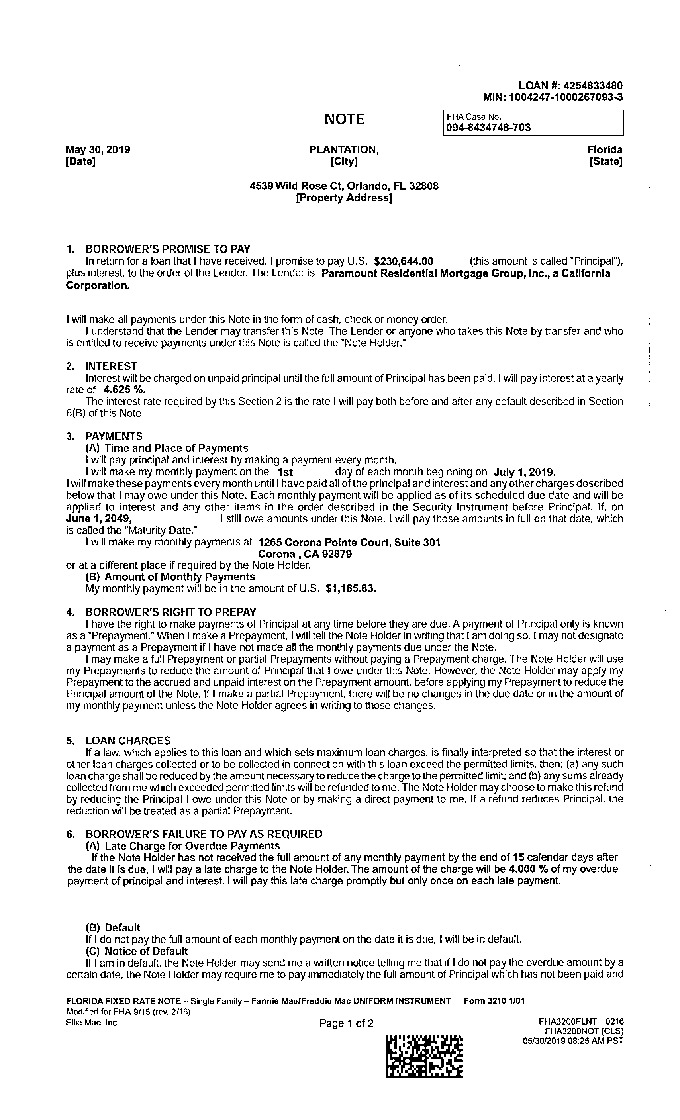 LOAN #: 4254833480
MIN: 1004247-1000267093-3
NOTE
FHA Case No.
094-8434748-703
May 30, 2019 PLANTATION, Florida
[Date] [City] [State]
4539 Wild Rose Ct, Orlando, FL 32808
[Property Address]
1. BORROWER'S PROMISE TO PAY
In return for a loan that I have received, I promise to pay U.S. $230,644.00 (this amount is called "Principal"),
plus interest, to the order of the Lender. The Lender is Paramount Residential Mortgage Group, Inc., a California
Corporation.
I will make all payments under this Note in the form of cash, check or money order.
I understand that the Lender may transfer this Note. The Lender or anyone who takes this Note by transfer and who
is entitled to receive payments under this Note is called the "Note Holder."
2. INTEREST
Interest will be charged on unpaid principal until the full amount of Principal has been paid. I will pay interest at a yearly
rate of 4.625 %.
The interest rate required by this Section 2 is the rate I will pay both before and after any default described in Section
6(B) of this Note.
3. PAYMENTS
(A) Time and Place of Payments
I will pay principal and interest by making a payment every month.
I will make my monthly payment on the 1st day of each month beginning on July 1, 2019.
I will make these payments every month until I have paid all of the principal and interest and any other charges described
below that I may owe under this Note. Each monthly payment will be applied as of its scheduled due date and will be
applied to interest and any other items in the order described in the Security Instrument before Principal. If, on
June 1, 2049, I still owe amounts under this Note, I will pay those amounts in full on that date, which
is called the "Maturity Date."
I will make my monthly payments at 1265 Corona Pointe Court, Suite 301
Corona , CA 92879
or at a different place if required by the Note Holder.
(B) Amount of Monthly Payments
My monthly payment will be in the amount of U.S. $1,185.83.
4. BORROWER'S RIGHT TO PREPAY
I have the right to make payments of Principal at any time before they are due. A payment of Principal only is known
as a "Prepayment." When I make a Prepayment, I will tell the Note Holder in writing that I am doing so. I may not designate
a payment as a Prepayment if I have not made all the monthly payments due under the Note.
I may make a full Prepayment or partial Prepayments without paying a Prepayment charge. The Note Holder will use
my Prepayments to reduce the amount of Principal that I owe under this Note. However, the Note Holder may apply my
Prepayment to the accrued and unpaid interest on the Prepayment amount, before applying my Prepayment to reduce the
Principal amount of the Note. If I make a partial Prepayment, there will be no changes in the due date or in the amount of
my monthly payment unless the Note Holder agrees in writing to those changes.
5. LOAN CHARGES
If a law, which applies to this loan and which sets maximum loan charges, is finally interpreted so that the interest or
other loan charges collected or to be collected in connection with this loan exceed the permitted limits, then: (a) any such
loan charge shall be reduced by the amount necessary to reduce the charge to the permitted limit; and (b) any sums already
collected from me which exceeded permitted limits will be refunded to me. The Note Holder may choose to make this refund
by reducing the Principal I owe under this Note or by making a direct payment to me. If a refund reduces Principal, the
reduction will be treated as a partial Prepayment.
6. BORROWER'S FAILURE TO PAY AS REQUIRED
(A) Late Charge for Overdue Payments
If the Note Holder has not received the full amount of any monthly payment by the end of 15 calendar days after
the date it is due, I will pay a late charge to the Note Holder. The amount of the charge will be 4.000 % of my overdue
payment of principal and interest. I will pay this late charge promptly but only once on each late payment.
(B) Default
If I do not pay the full amount of each monthly payment on the date it is due, I will be in default.
(C) Notice of Default
If I am in default, the Note Holder may send me a written notice telling me that if I do not pay the overdue amount by a
certain date, the Note Holder may require me to pay immediately the full amount of Principal which has not been paid and
FLORIDA FIXED RATE NOTE -- Single Family -- Fannie Mae/Freddie Mac UNIFORM INSTRUMENT Form 3210 1/01
Modified for FHA 9/15 (rev. 2/16)
Ellie Mae, Inc. Page 1 of 2 FHA3200FLNT 0216
FHA3200NOT (CLS)
05/30/2019 08:25 AM PST